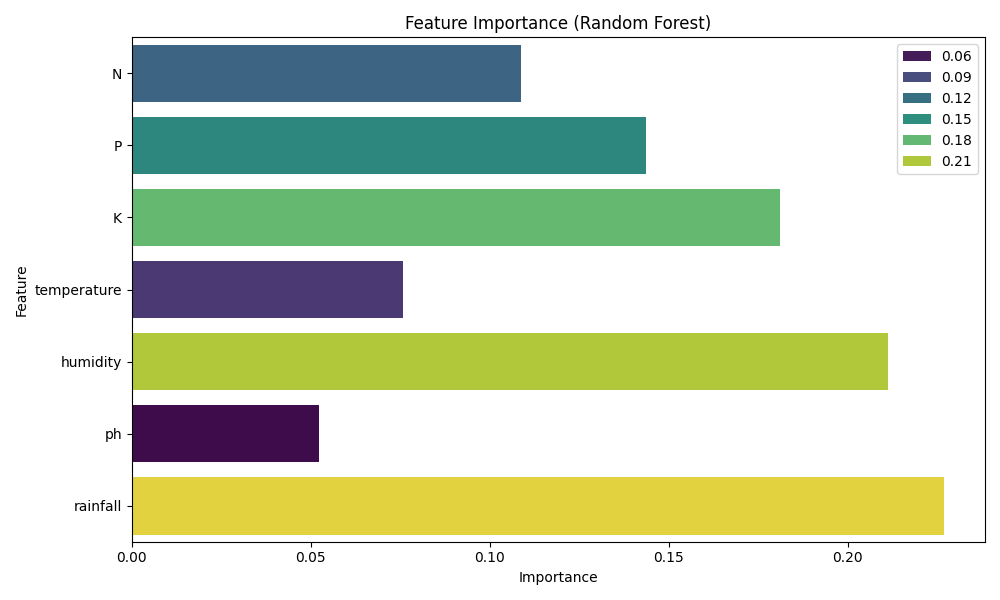 Feature Importance (Random Forest)
0.06
0.09
0.12
0.15
0.18
0.21
Feature
N
P
K
temperature
humidity
ph
rainfall
0.00 0.05 0.10 0.15 0.20
Importance